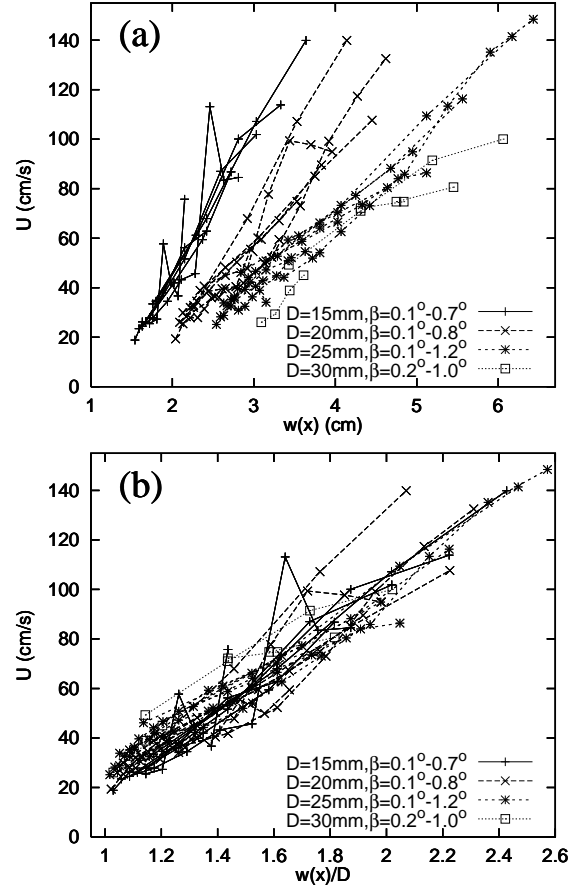 (a)
140
120
100
80
60
40
20
0
U (cm/s)
D=15mm,β=0.1°-0.7°
D=20mm,β=0.1°-0.8°
D=25mm,β=0.1°-1.2°
D=30mm,β=0.2°-1.0°
1 2 3 4 5 6
w(x) (cm)
(b)
140
120
100
80
60
40
20
0
U (cm/s)
D=15mm,β=0.1°-0.7°
D=20mm,β=0.1°-0.8°
D=25mm,β=0.1°-1.2°
D=30mm,β=0.2°-1.0°
1 1.2 1.4 1.6 1.8 2 2.2 2.4 2.6
w(x)/D